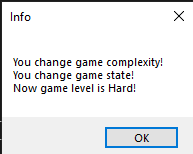 Info
You change game complexity!
You change game state!
Now game level is Hard!
OK